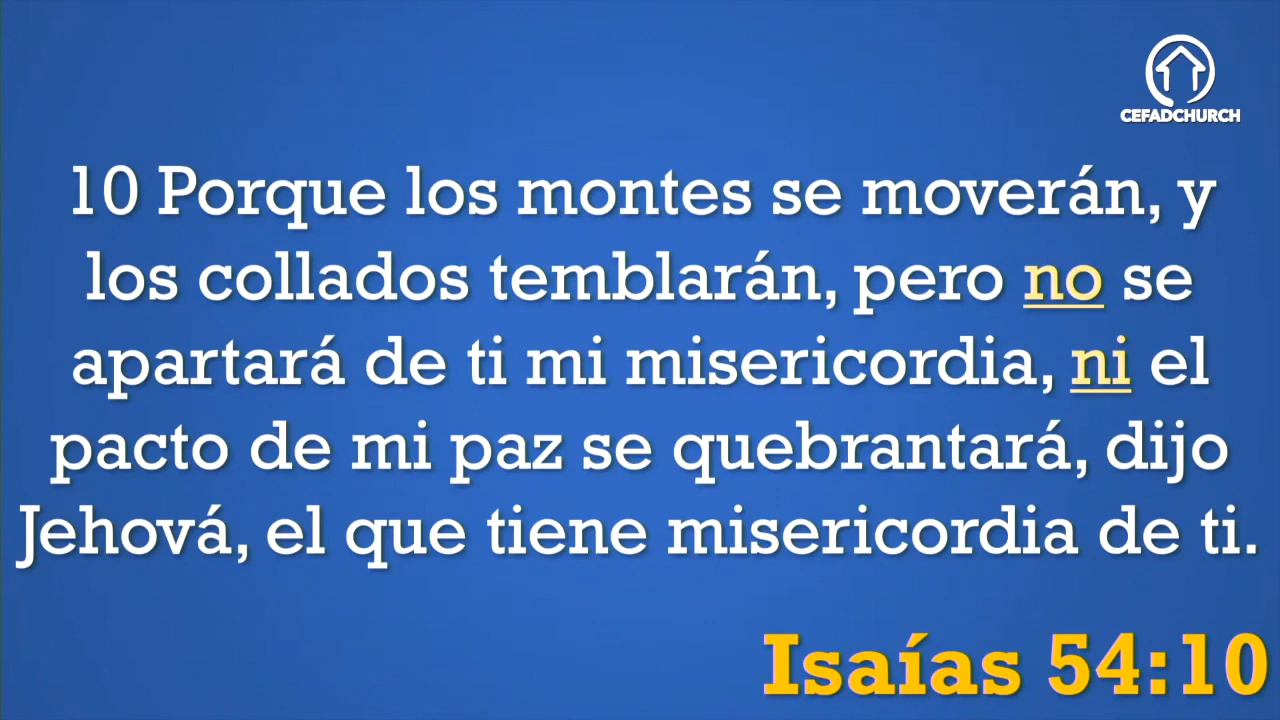 CEFADCHURCH
10 Porque los montes se moverán, y
los collados temblarán, pero no se
apartará de ti mi misericordia, ni el
pacto de mi paz se quebrantará, dijo
Jehová, el que tiene misericordia de ti.
Isaías 54:10